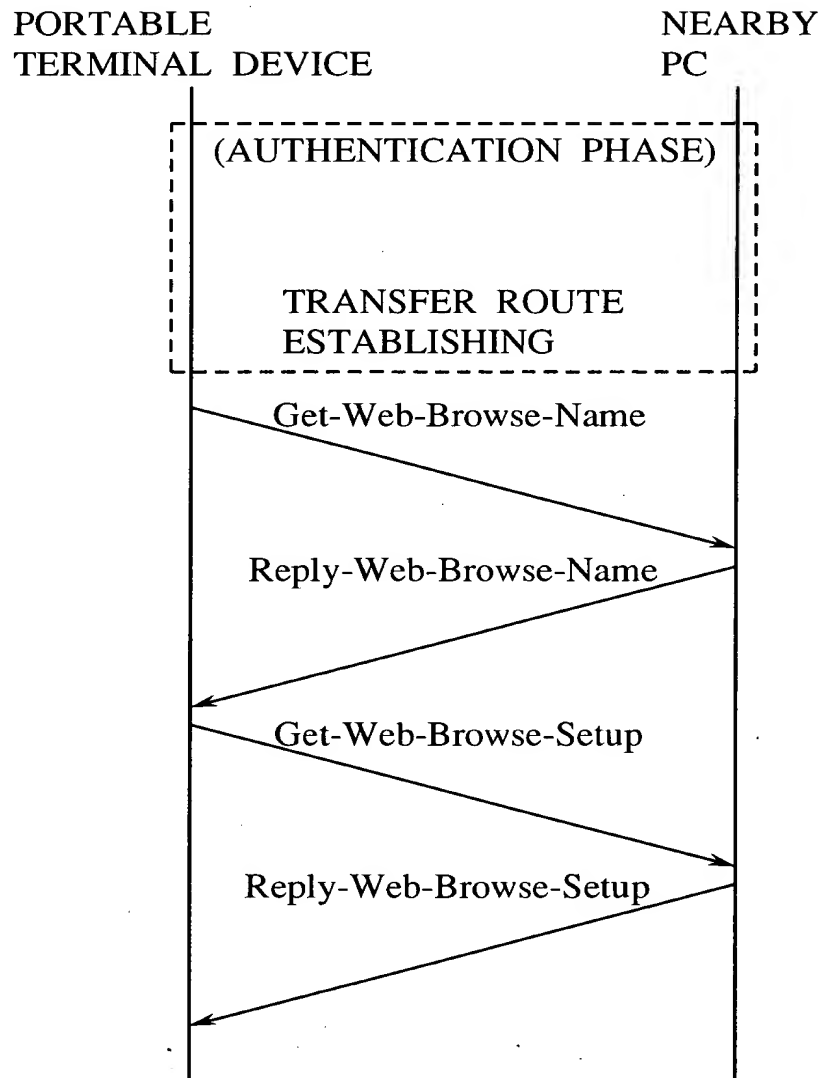 PORTABLE
TERMINAL DEVICE
NEARBY
PC
(AUTHENTICATION PHASE)
TRANSFER ROUTE
ESTABLISHING
Get-Web-Browse-Name
Reply-Web-Browse-Name
Get-Web-Browse-Setup
Reply-Web-Browse-Setup